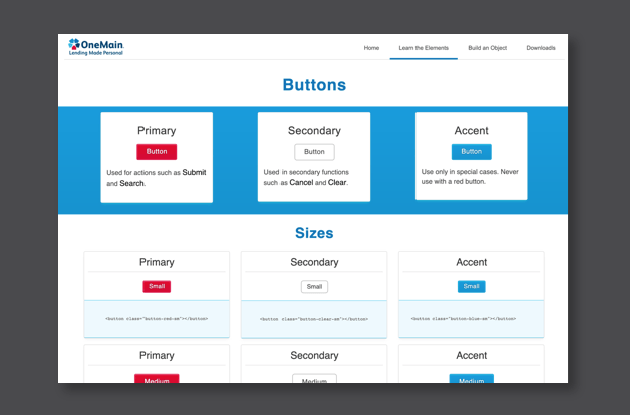 OneMain.
Lending Made Personal
Home Learn the Elements Build an Object Downloads
Buttons
Primary
Button
Used for actions such as Submit
and Search.
Secondary
Button
Used in secondary functions
such as Cancel and Clear.
Accent
Button
Use only in special cases. Never
use with a red button.
Sizes
Primary
Small
<button class="button-red-sm"></button>
Secondary
Small
<button class="button-clear-sm"></button>
Accent
Small
<button class="button-blue-sm"></button>
Primary
Medium
Secondary
Medium
Accent
Medium